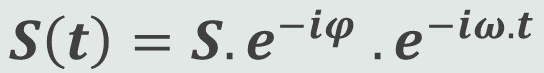 S(t) = S.e^{-iφ} .e^{-iω.t}